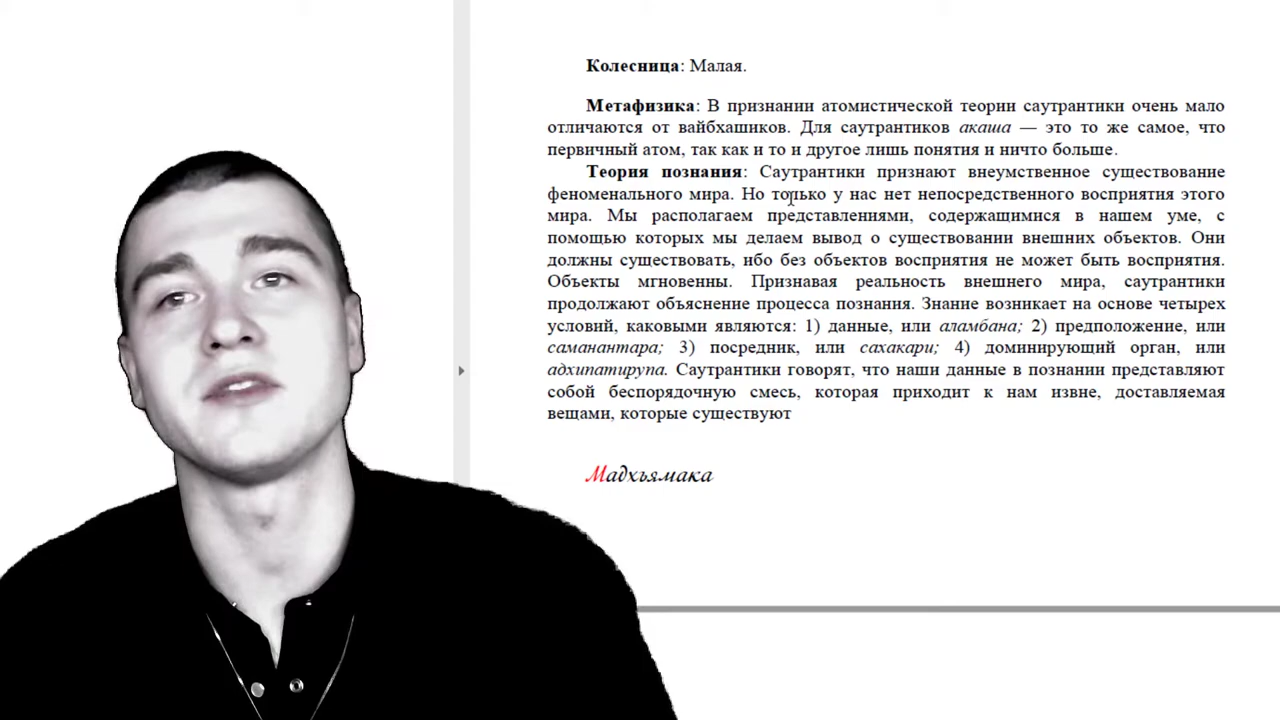 Колесница: Малая.
Метафизика: В признании атомистической теории саутрантики очень мало
отличаются от вайбхашиков. Для саутрантиков акаша — это то же самое, что
первичный атом, так как и то и другое лишь понятия и ничто больше.
Теория познания: Саутрантики признают внеумственное существование
феноменального мира. Но только у нас нет непосредственного восприятия этого
мира. Мы располагаем представлениями, содержащимися в нашем уме, с
помощью которых мы делаем вывод о существовании внешних объектов. Они
должны существовать, ибо без объектов восприятия не может быть восприятия.
Объекты мгновенны. Признавая реальность внешнего мира, саутрантики
продолжают объяснение процесса познания. Знание возникает на основе четырех
условий, каковыми являются: 1) данные, или аламбана; 2) предположение, или
саманантара; 3) посредник, или сахакари; 4) доминирующий орган, или
адхипатирупа. Саутрантики говорят, что наши данные в познании представляют
собой беспорядочную смесь, которая приходит к нам извне, доставляемая
вещами, которые существуют
Мадхъямака